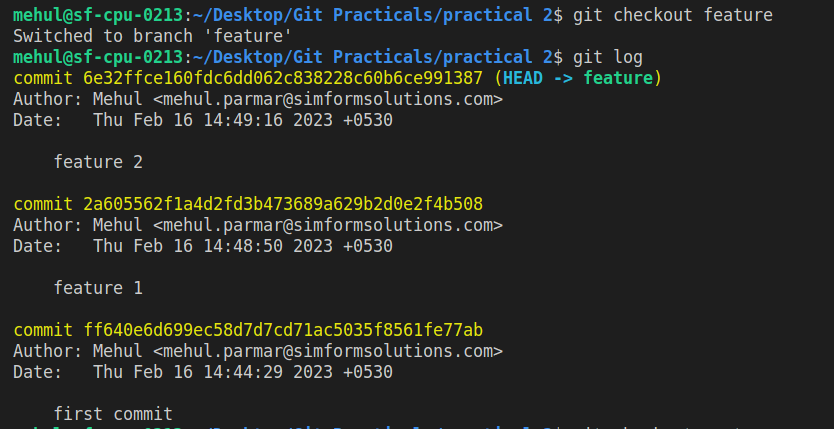 mehul@sf-cpu-0213:~/Desktop/Git Practicals/practical 2$ git checkout feature
Switched to branch 'feature'
mehul@sf-cpu-0213:~/Desktop/Git Practicals/practical 2$ git log
commit 6e32ffce160fdc6dd062c838228c60b6ce991387 (HEAD -> feature)
Author: Mehul <mehul.parmar@simformsolutions.com>
Date:   Thu Feb 16 14:49:16 2023 +0530
    feature 2
commit 2a605562f1a4d2fd3b473689a629b2d0e2f4b508
Author: Mehul <mehul.parmar@simformsolutions.com>
Date:   Thu Feb 16 14:48:50 2023 +0530
    feature 1
commit ff640e6d699ec58d7d7cd71ac5035f8561fe77ab
Author: Mehul <mehul.parmar@simformsolutions.com>
Date:   Thu Feb 16 14:44:29 2023 +0530
    first commit